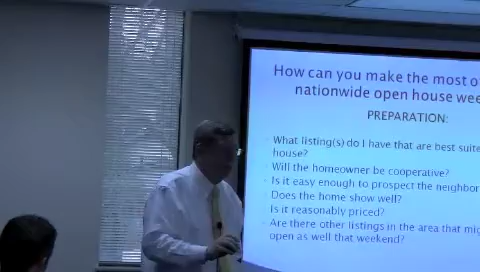 How can you make the most o
nationwide open house wee
PREPARATION:
What listing(s) do I have that are best suite
house?
Will the homeowner be cooperative?
Is it easy enough to prospect the neighbor
Does the home show well?
Is it reasonably priced?
Are there other listings in the area that mig
open as well that weekend?